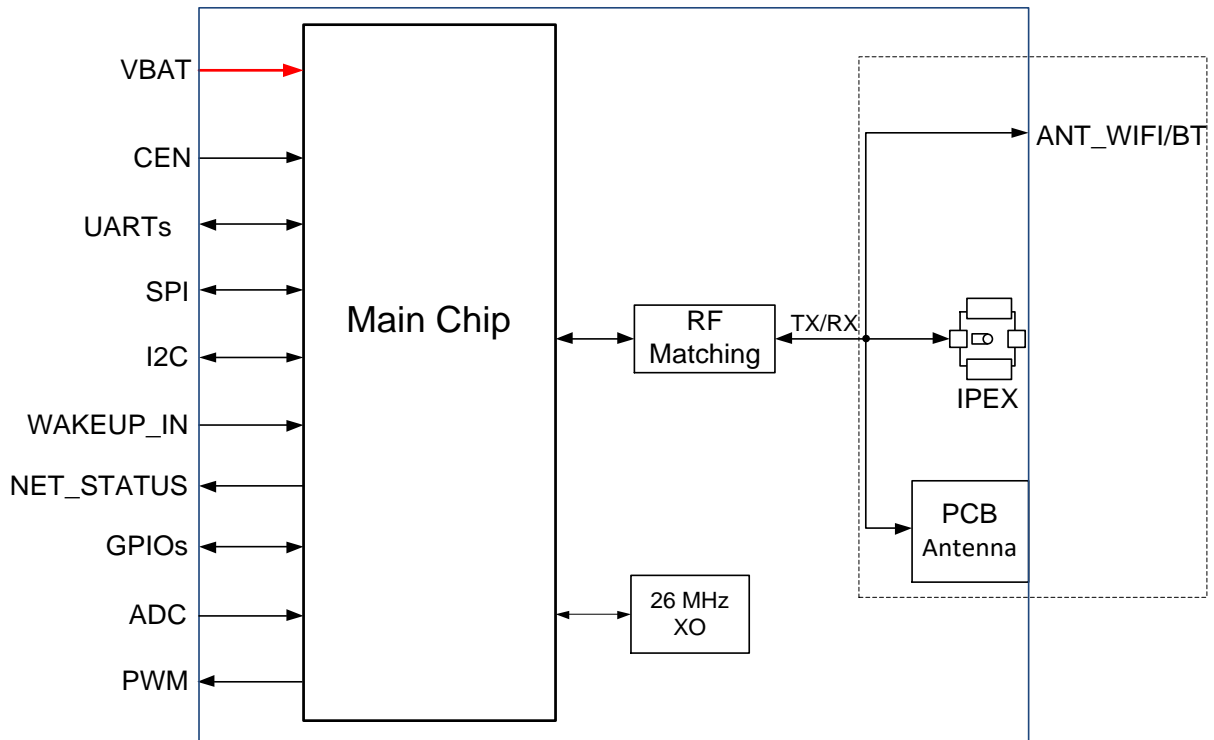 VBAT
CEN
UARTs
SPI
I2C
WAKEUP_IN
NET_STATUS
GPIOs
ADC
PWM
Main Chip
RF
Matching
TX/RX
26 MHz
XO
ANT_WIFI/BT
IPEX
PCB
Antenna